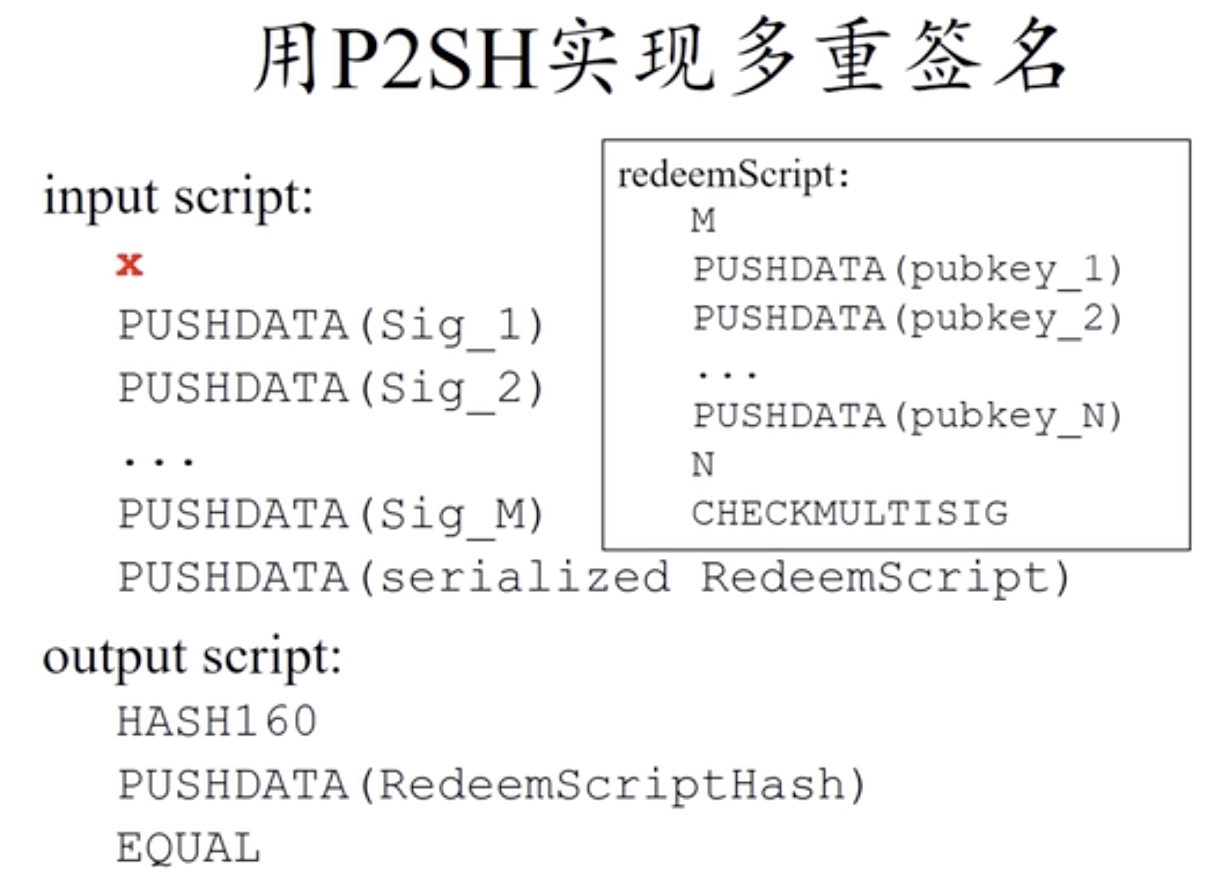 用P2SH实现多重签名
input script:
x
PUSHDATA(Sig_1)
PUSHDATA(Sig_2)
...
PUSHDATA(Sig_M)
PUSHDATA(serialized RedeemScript)
redeemScript:
M
PUSHDATA(pubkey_1)
PUSHDATA(pubkey_2)
...
PUSHDATA(pubkey_N)
N
CHECKMULTISIG
output script:
HASH160
PUSHDATA(RedeemScriptHash)
EQUAL